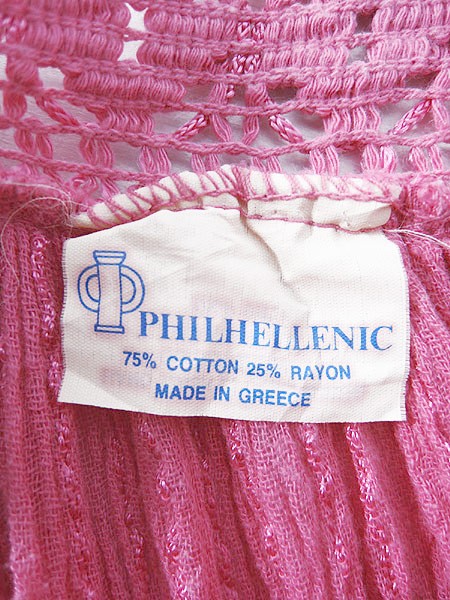 PHILHELLENIC
75% COTTON 25% RAYON
MADE IN GREECE